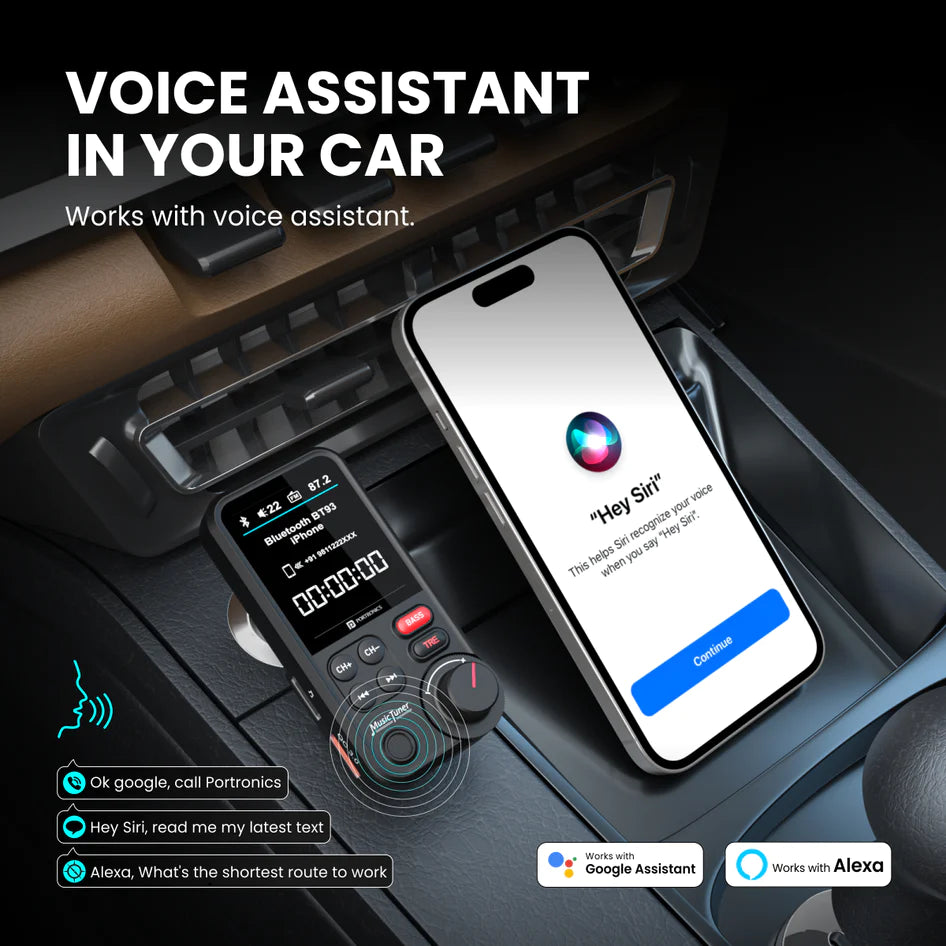 VOICE ASSISTANT
IN YOUR CAR
Works with voice assistant.
22
FM
87.2
Bluetooth BT93
iPhone
+91 9811222XXX
00:00:00
PORTRONICS
BASS
TRE
CH+
CH−
Music Tuner
"Hey Siri"
This helps Siri recognize your voice
when you say "Hey Siri".
Continue
Ok google, call Portronics
Hey Siri, read me my latest text
Alexa, What's the shortest route to work
Works with
Google Assistant
Works with Alexa